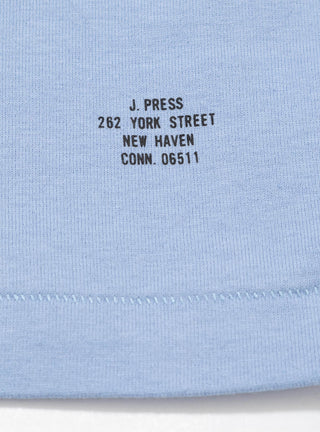 J. PRESS
262 YORK STREET
NEW HAVEN
CONN. 06511